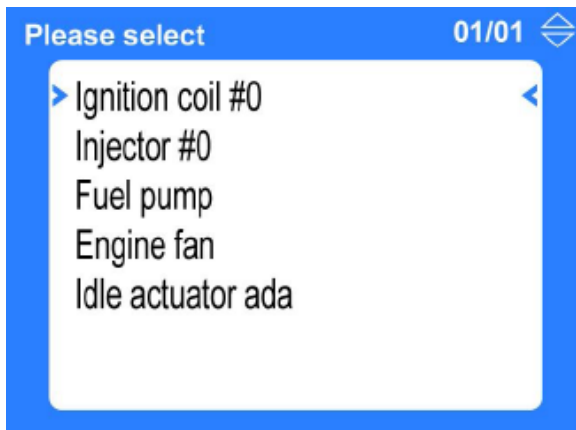 Please select 01/01
> Ignition coil #0 <
Injector #0
Fuel pump
Engine fan
Idle actuator ada